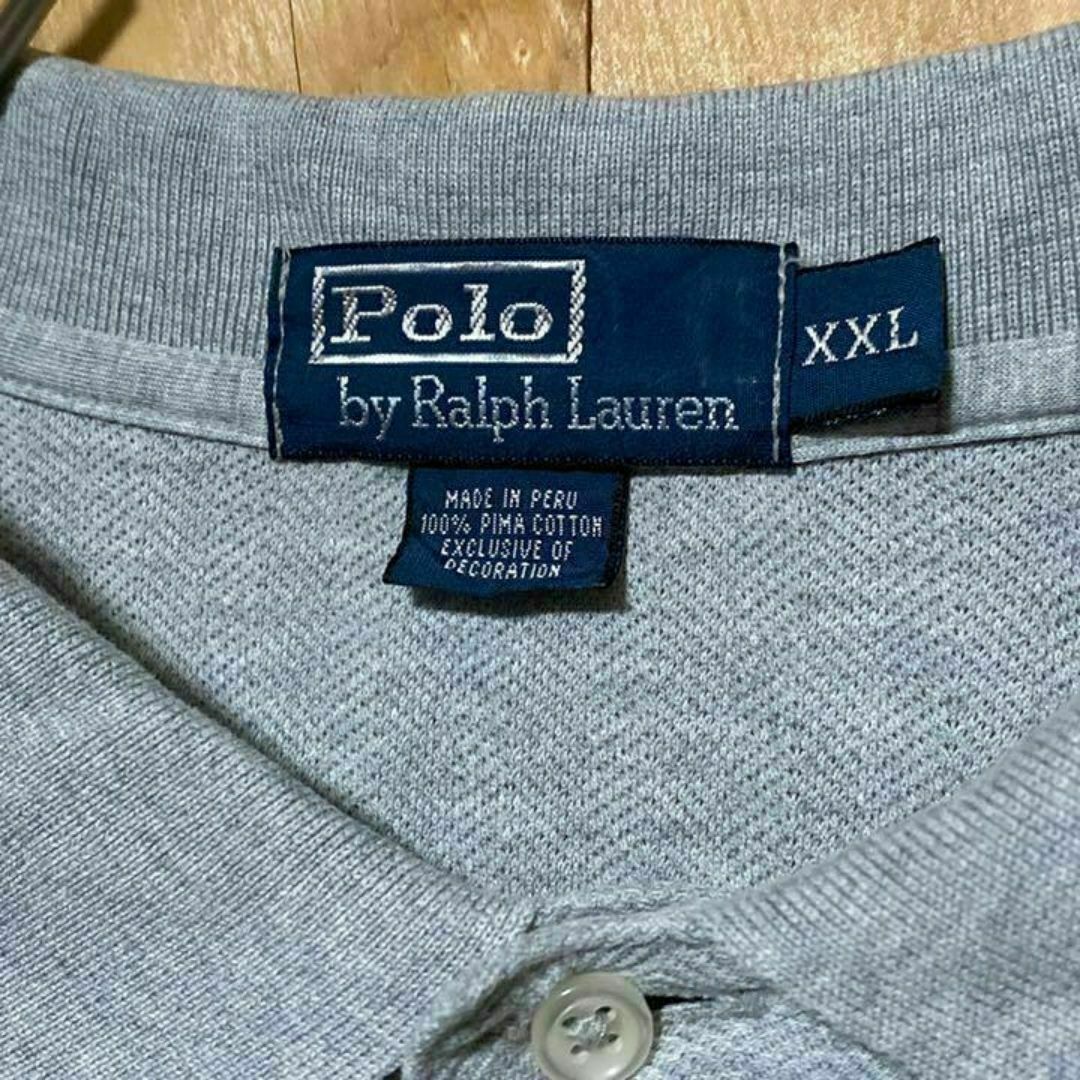 Polo
by Ralph Lauren
XXL
MADE IN PERU
100% PIMA COTTON
EXCLUSIVE OF
DECORATION